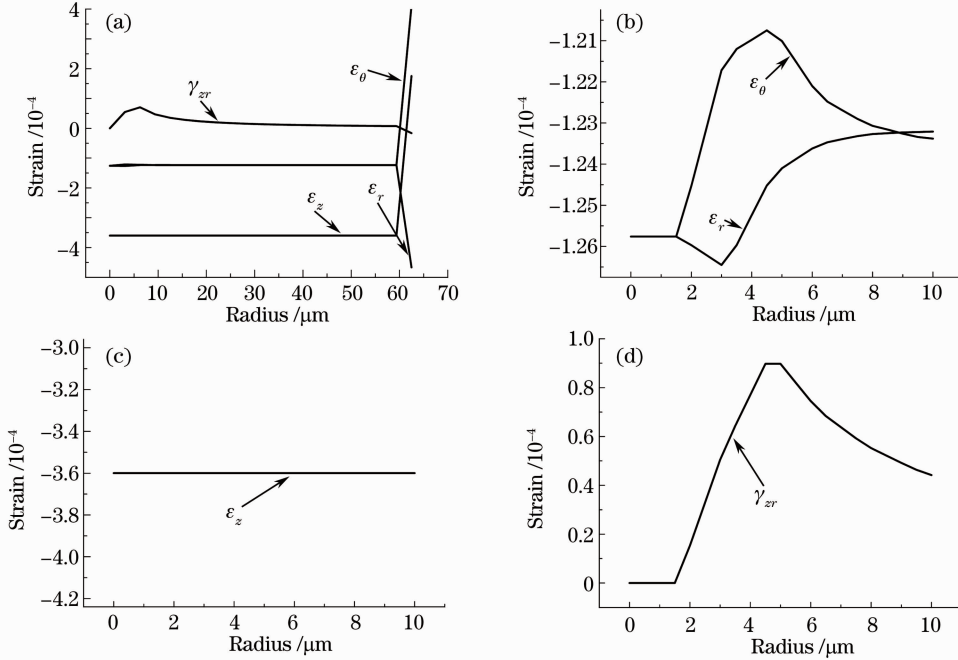 (a)
Strain /10⁻⁴
4
2
0
−2
−4
γzr
εθ
εz
εr
0 10 20 30 40 50 60 70
Radius /μm
(b)
Strain /10⁻⁴
−1.21
−1.22
−1.23
−1.24
−1.25
−1.26
εθ
εr
0 2 4 6 8 10
Radius /μm
(c)
Strain /10⁻⁴
−3.0
−3.2
−3.4
−3.6
−3.8
−4.0
−4.2
εz
0 2 4 6 8 10
Radius /μm
(d)
Strain /10⁻⁴
1.0
0.8
0.6
0.4
0.2
0
γzr
0 2 4 6 8 10
Radius /μm